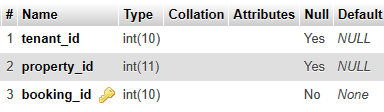 # Name Type Collation Attributes Null Default
1 tenant_id int(10) Yes NULL
2 property_id int(11) Yes NULL
3 booking_id int(10) No None